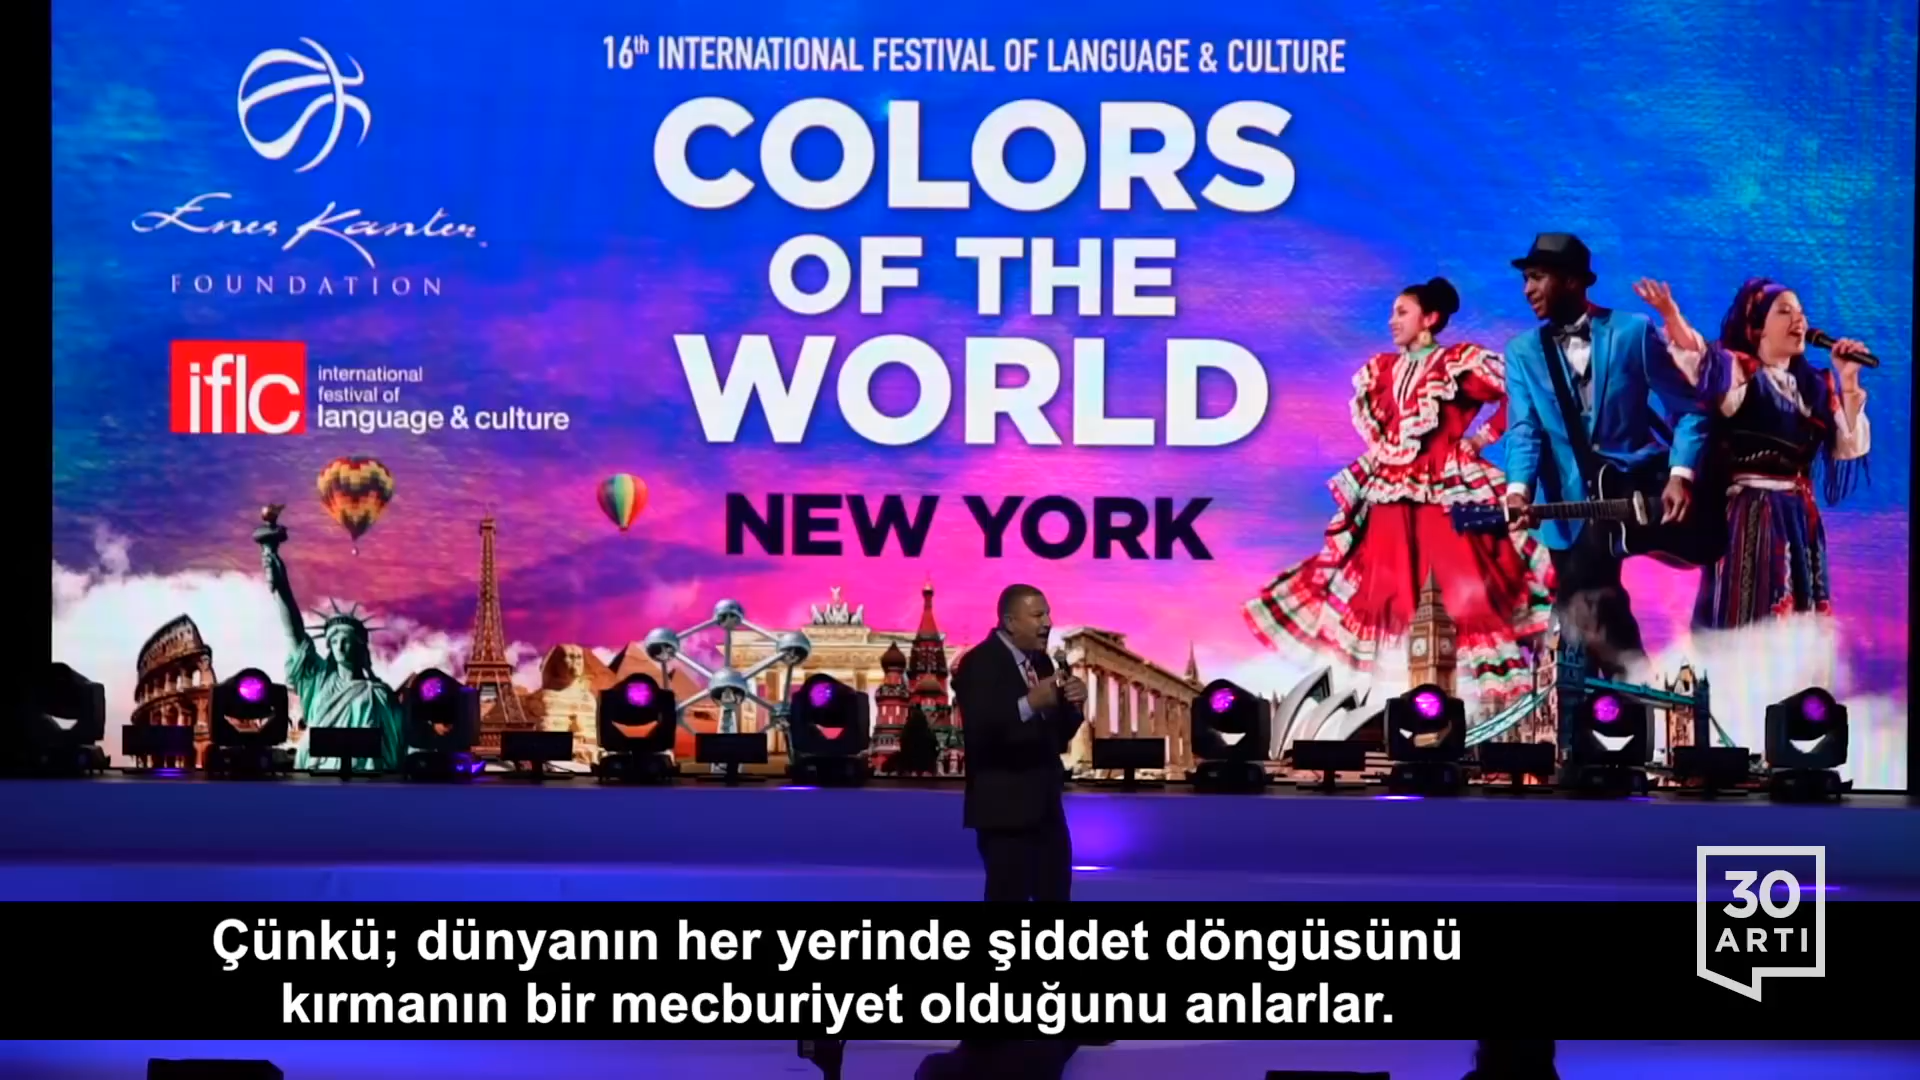 16th INTERNATIONAL FESTIVAL OF LANGUAGE & CULTURE
COLORS
OF THE
WORLD
NEW YORK
Enes Kanter
FOUNDATION
iflc
international
festival of
language & culture
30
ARTI
Çünkü; dünyanın her yerinde şiddet döngüsünü
kırmanın bir mecburiyet olduğunu anlarlar.